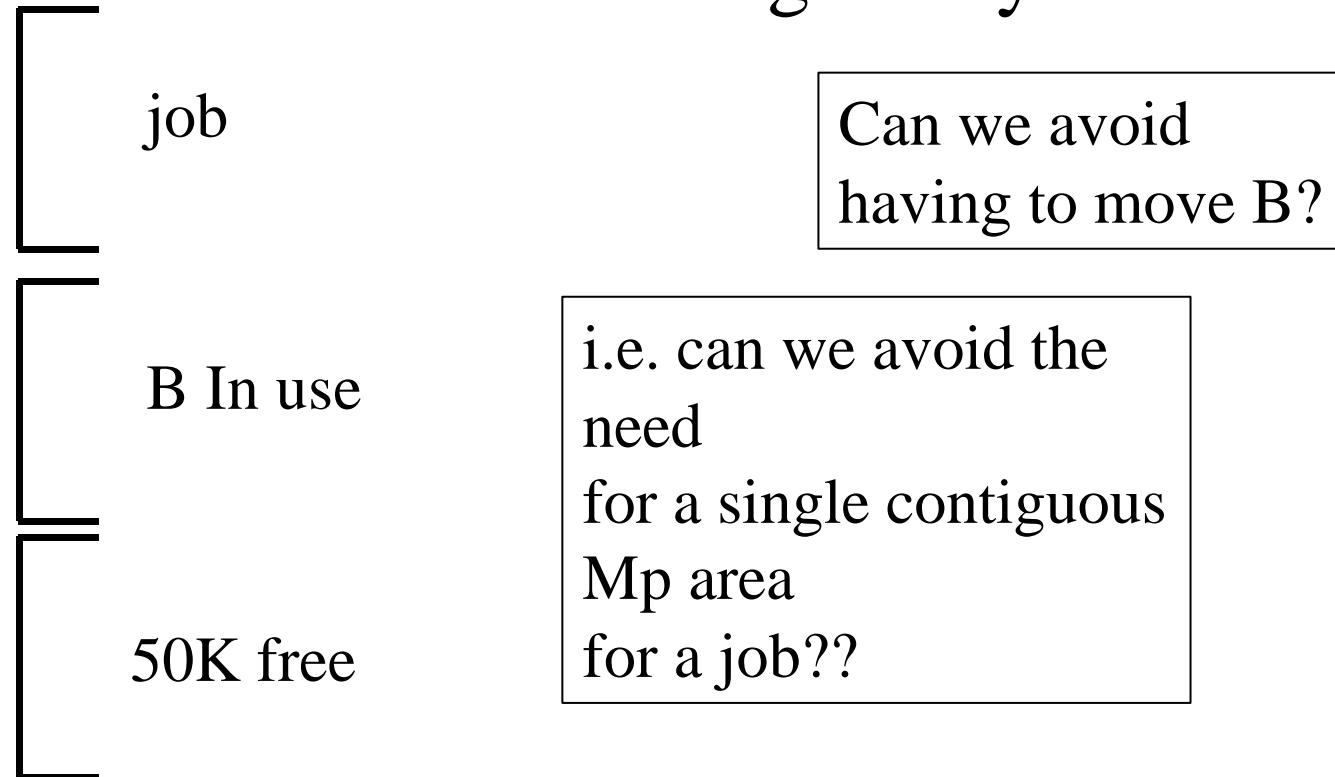 job
Can we avoid
having to move B?
B In use
i.e. can we avoid the
need
for a single contiguous
Mp area
for a job??
50K free